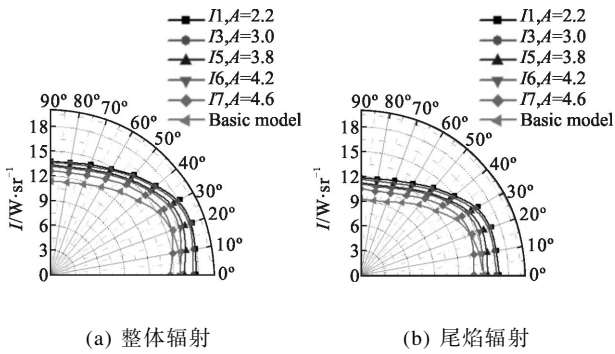 I1,A=2.2
I3,A=3.0
I5,A=3.8
I6,A=4.2
I7,A=4.6
Basic model
90° 80° 70° 60° 50° 40° 30° 20° 10° 0°
18
15
12
9
6
3
0
I/W·sr⁻¹
(a) 整体辐射
I1,A=2.2
I3,A=3.0
I5,A=3.8
I6,A=4.2
I7,A=4.6
Basic model
90° 80° 70° 60° 50° 40° 30° 20° 10° 0°
18
15
12
9
6
3
0
I/W·sr⁻¹
(b) 尾焰辐射